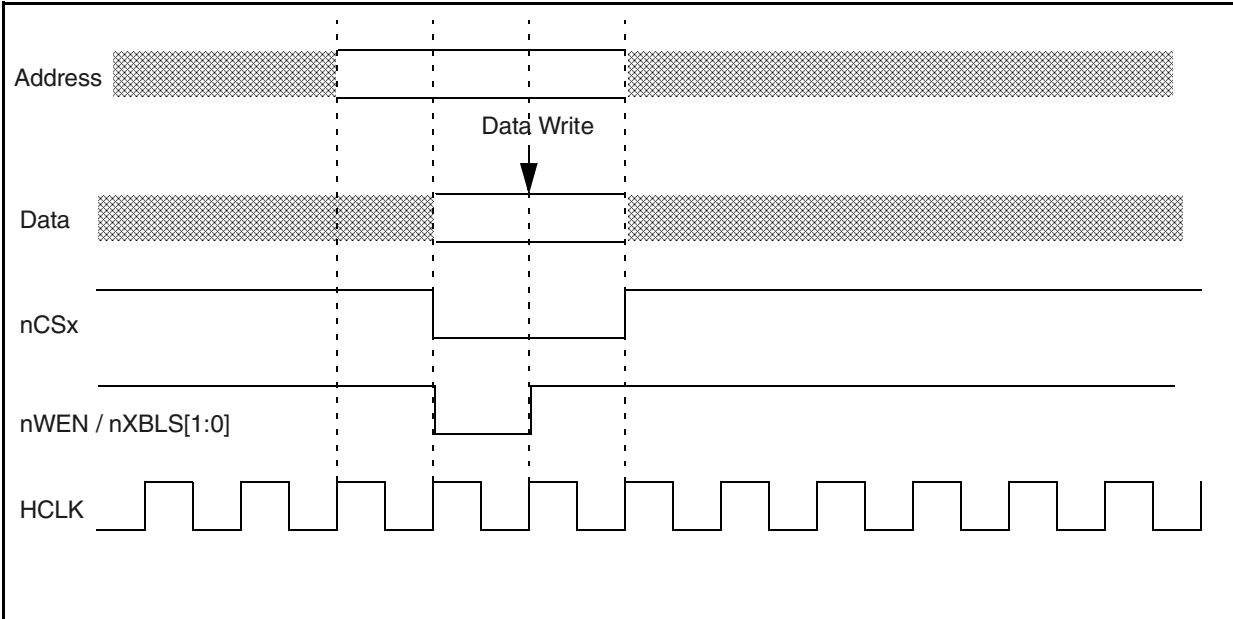 Address
Data Write
Data
nCSx
nWEN / nXBLS[1:0]
HCLK